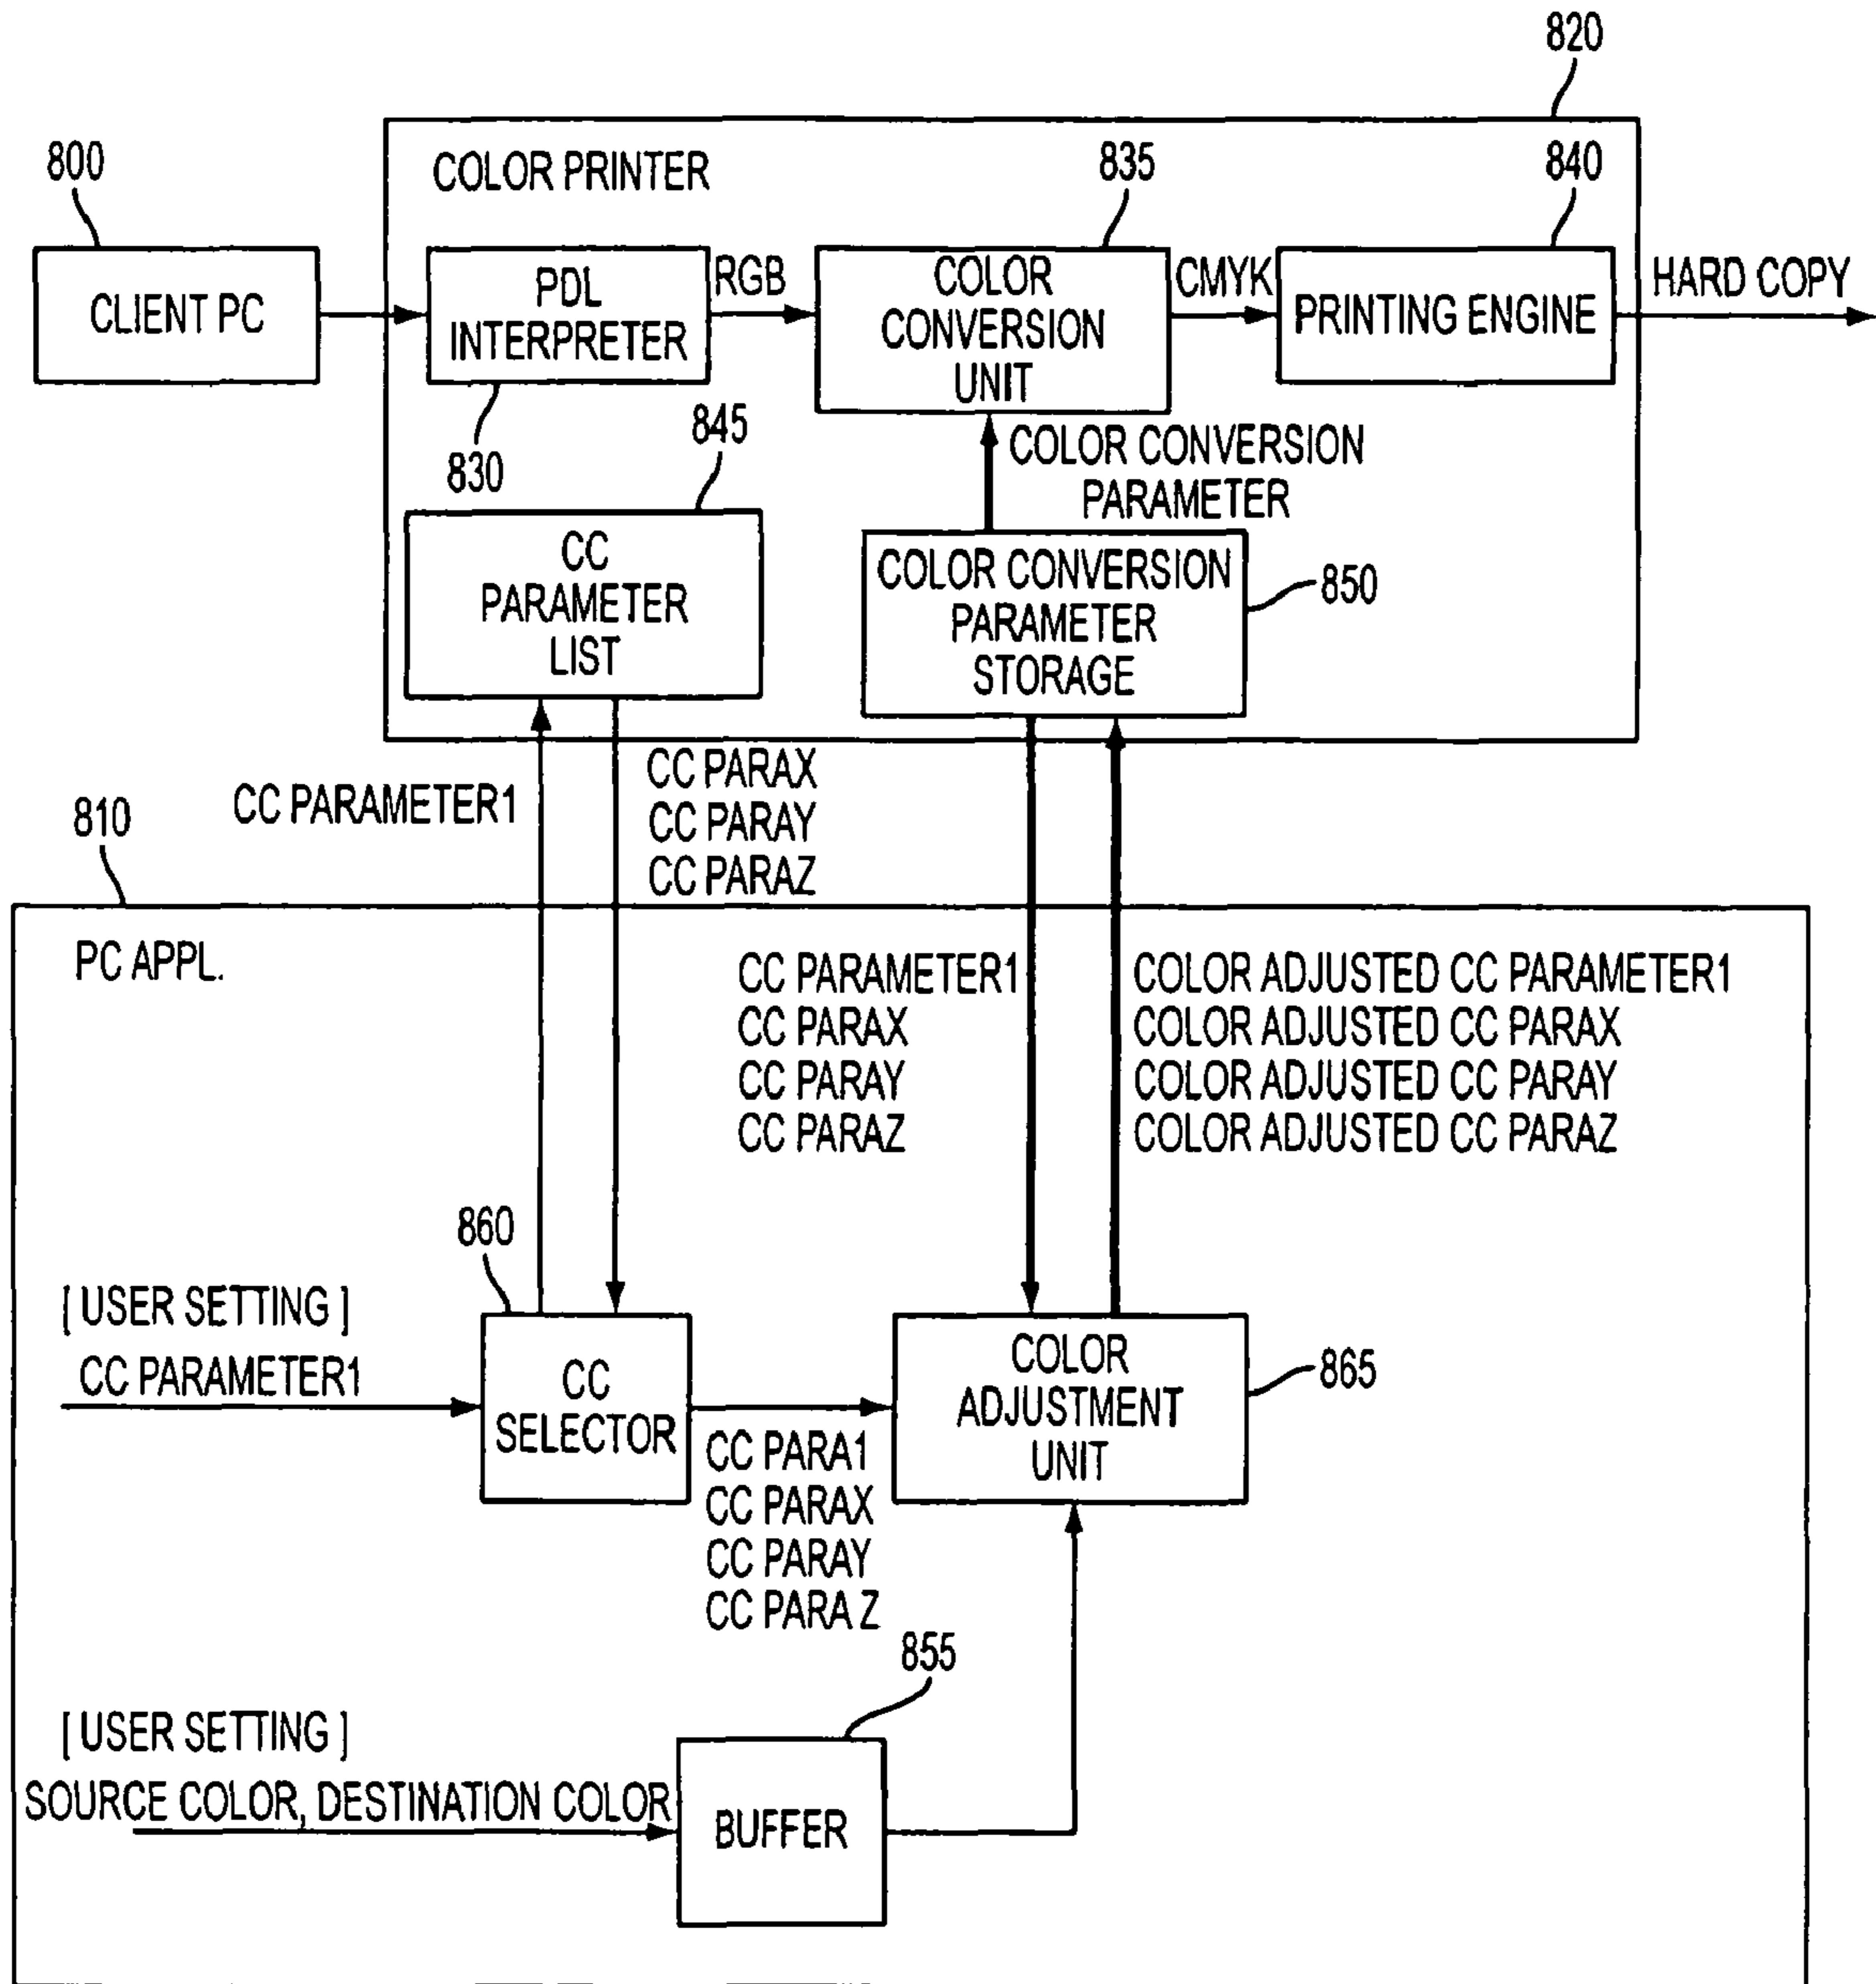 820
800
COLOR PRINTER
835
840
CLIENT PC
PDL
INTERPRETER
RGB
COLOR
CONVERSION
UNIT
CMYK
PRINTING ENGINE
HARD COPY
830
845
COLOR CONVERSION
PARAMETER
CC
PARAMETER
LIST
COLOR CONVERSION
PARAMETER
STORAGE
850
CC PARAMETER1
CC PARAX
CC PARAY
CC PARAZ
810
PC APPL.
CC PARAMETER1
CC PARAX
CC PARAY
CC PARAZ
COLOR ADJUSTED CC PARAMETER1
COLOR ADJUSTED CC PARAX
COLOR ADJUSTED CC PARAY
COLOR ADJUSTED CC PARAZ
860
[ USER SETTING ]
CC PARAMETER1
CC
SELECTOR
COLOR
ADJUSTMENT
UNIT
865
CC PARA1
CC PARAX
CC PARAY
CC PARA Z
855
[ USER SETTING ]
SOURCE COLOR, DESTINATION COLOR
BUFFER